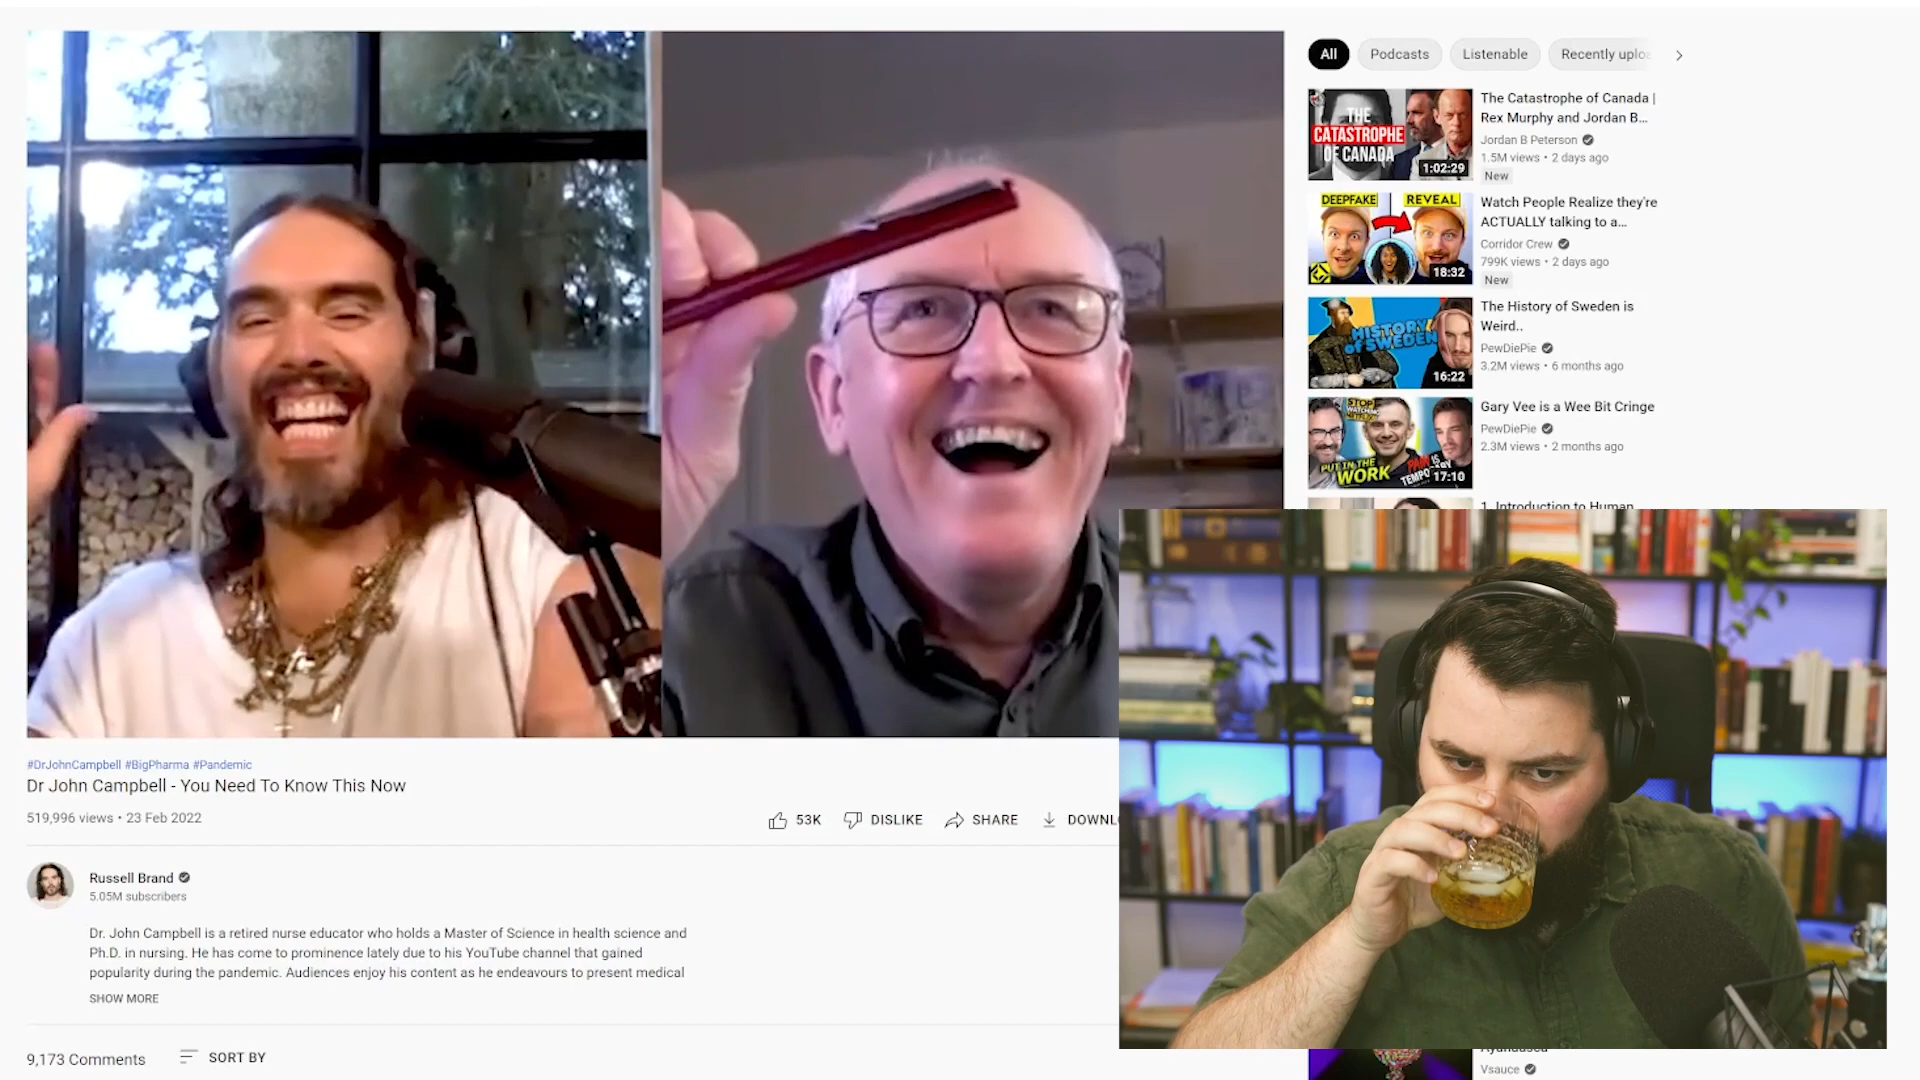 #DrJohnCampbell #BigPharma #Pandemic
Dr John Campbell - You Need To Know This Now
519,996 views • 23 Feb 2022
53K
DISLIKE
SHARE
Russell Brand
5.05M subscribers
Dr. John Campbell is a retired nurse educator who holds a Master of Science in health science and
Ph.D. in nursing. He has come to prominence lately due to his YouTube channel that gained
popularity during the pandemic. Audiences enjoy his content as he endeavours to present medical
SHOW MORE
9,173 Comments
SORT BY
All
Podcasts
Listenable
Recently uplo
THE
CATASTROPHE
OF CANADA
1:02:29
The Catastrophe of Canada |
Rex Murphy and Jordan B...
Jordan B Peterson
1.5M views • 2 days ago
New
DEEPFAKE
REVEAL
18:32
Watch People Realize they're
ACTUALLY talking to a...
Corridor Crew
799K views • 2 days ago
New
HISTORY
OF SWEDEN
16:22
The History of Sweden is
Weird..
PewDiePie
3.2M views • 6 months ago
STOP
WATCHING
NETFLIX
PUT IN THE
WORK
PAIN IS
17:10
Gary Vee is a Wee Bit Cringe
PewDiePie
2.3M views • 2 months ago
1. Introduction to Human
Vsauce